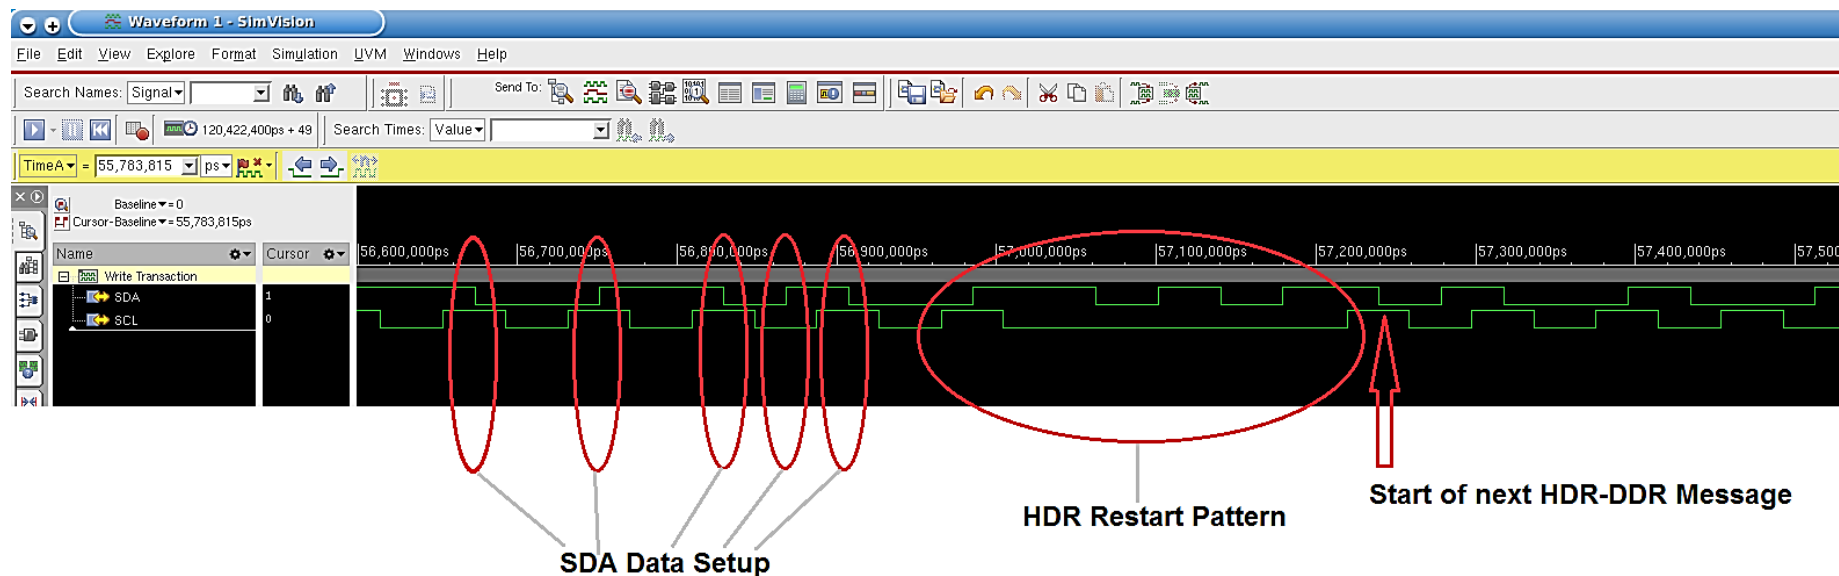 Waveform 1 - SimVision
File Edit View Explore Format Simulation UVM Windows Help
Search Names: Signal Send To:
120,422,400ps + 49 Search Times: Value
TimeA = 55,783,815 ps
Baseline = 0
Cursor-Baseline = 55,783,815ps
Name Cursor 56,600,000ps 56,700,000ps 56,800,000ps 56,900,000ps 57,000,000ps 57,100,000ps 57,200,000ps 57,300,000ps 57,400,000ps 57,500
Write Transaction
SDA 1
SCL 0
Start of next HDR-DDR Message
HDR Restart Pattern
SDA Data Setup